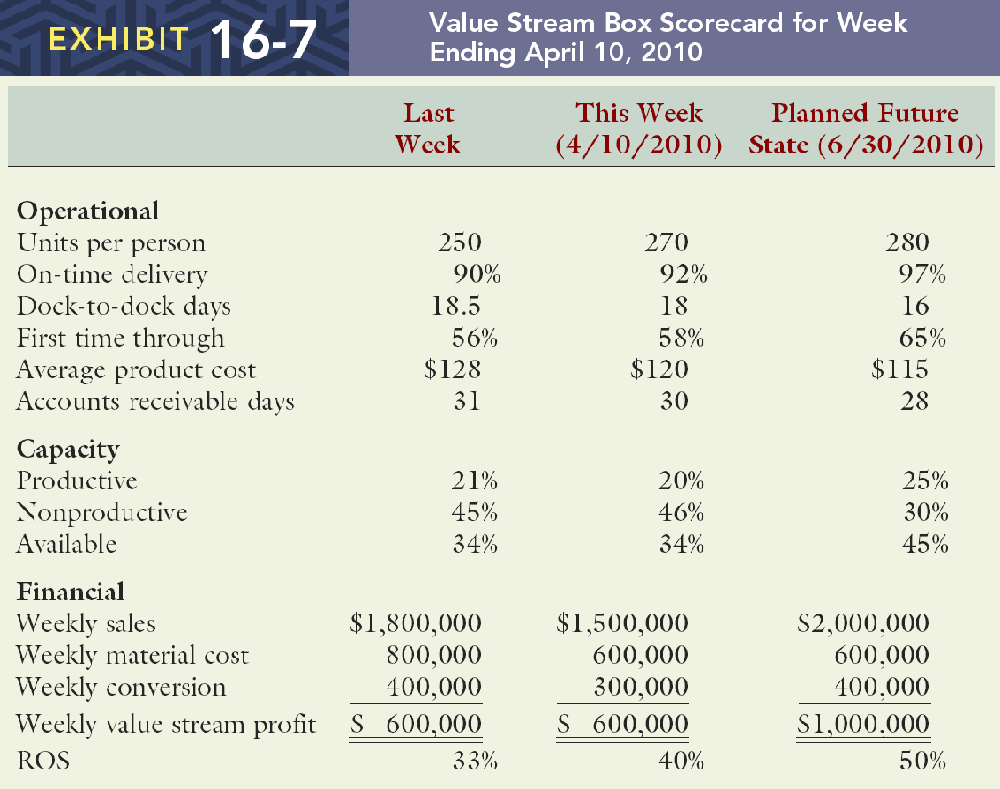 EXHIBIT 16-7
Value Stream Box Scorecard for Week
Ending April 10, 2010
Last This Week Planned Future
Week (4/10/2010) State (6/30/2010)
Operational
Units per person 250 270 280
On-time delivery 90% 92% 97%
Dock-to-dock days 18.5 18 16
First time through 56% 58% 65%
Average product cost $128 $120 $115
Accounts receivable days 31 30 28
Capacity
Productive 21% 20% 25%
Nonproductive 45% 46% 30%
Available 34% 34% 45%
Financial
Weekly sales $1,800,000 $1,500,000 $2,000,000
Weekly material cost 800,000 600,000 600,000
Weekly conversion 400,000 300,000 400,000
Weekly value stream profit $ 600,000 $ 600,000 $1,000,000
ROS 33% 40% 50%